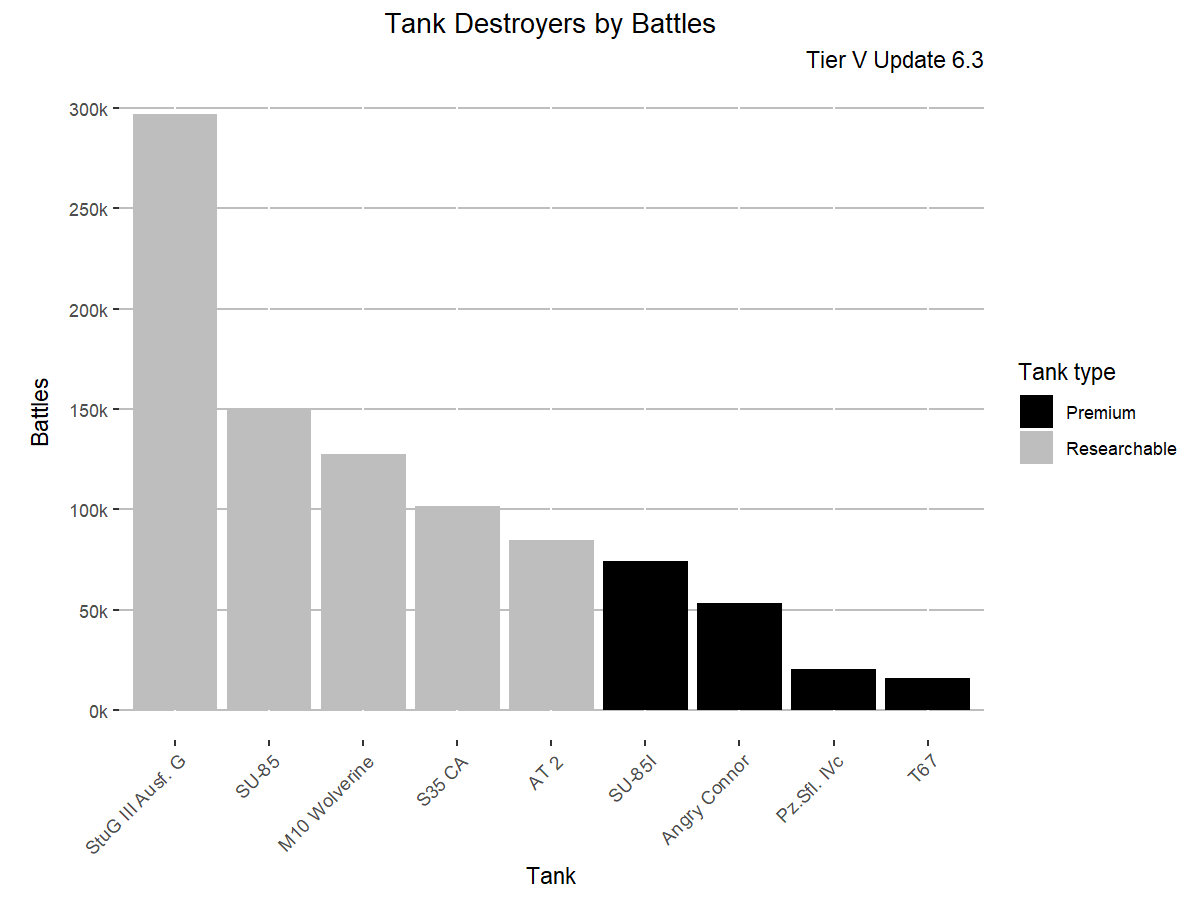 Tank Destroyers by Battles
Tier V Update 6.3
300k
250k
200k
150k
100k
50k
0k
Battles
StuG III Ausf. G
SU-85
M10 Wolverine
S35 CA
AT 2
SU-85I
Angry Connor
Pz.Sfl. IVc
T67
Tank
Tank type
Premium
Researchable